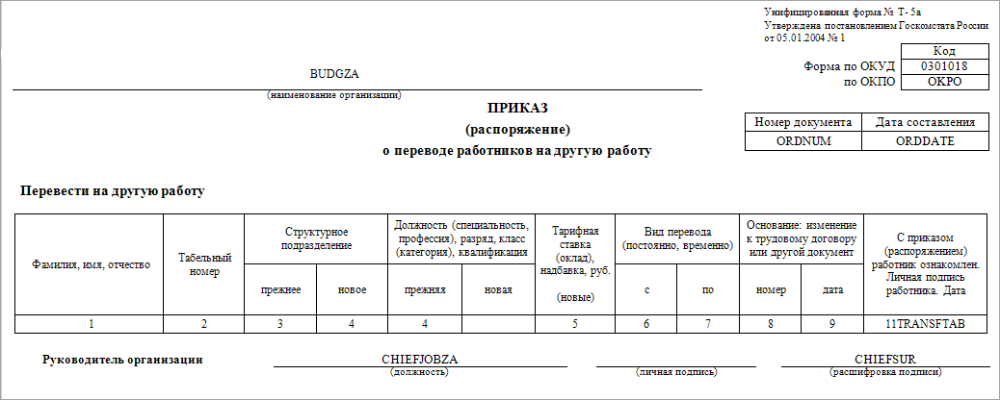 Унифицированная форма № Т- 5а
Утверждена постановлением Госкомстата России
от 05.01.2004 № 1
Код
Форма по ОКУД 0301018
по ОКПО OKPO
BUDGZA
(наименование организации)
ПРИКАЗ
(распоряжение)
о переводе работников на другую работу
Номер документа Дата составления
ORDNUM ORDDATE
Перевести на другую работу
Фамилия, имя, отчество
Табельный
номер
Структурное
подразделение
прежнее новое
Должность (специальность,
профессия), разряд, класс
(категория), квалификация
прежняя новая
Тарифная
ставка
(оклад),
надбавка, руб.
(новые)
Вид перевода
(постоянно, временно)
с по
Основание: изменение
к трудовому договору
или другой документ
номер дата
С приказом
(распоряжением)
работник ознакомлен.
Личная подпись
работника. Дата
1 2 3 4 4 5 6 7 8 9 11TRANSFTAB
Руководитель организации CHIEFJOBZA CHIEFSUR
(должность) (личная подпись) (расшифровка подписи)